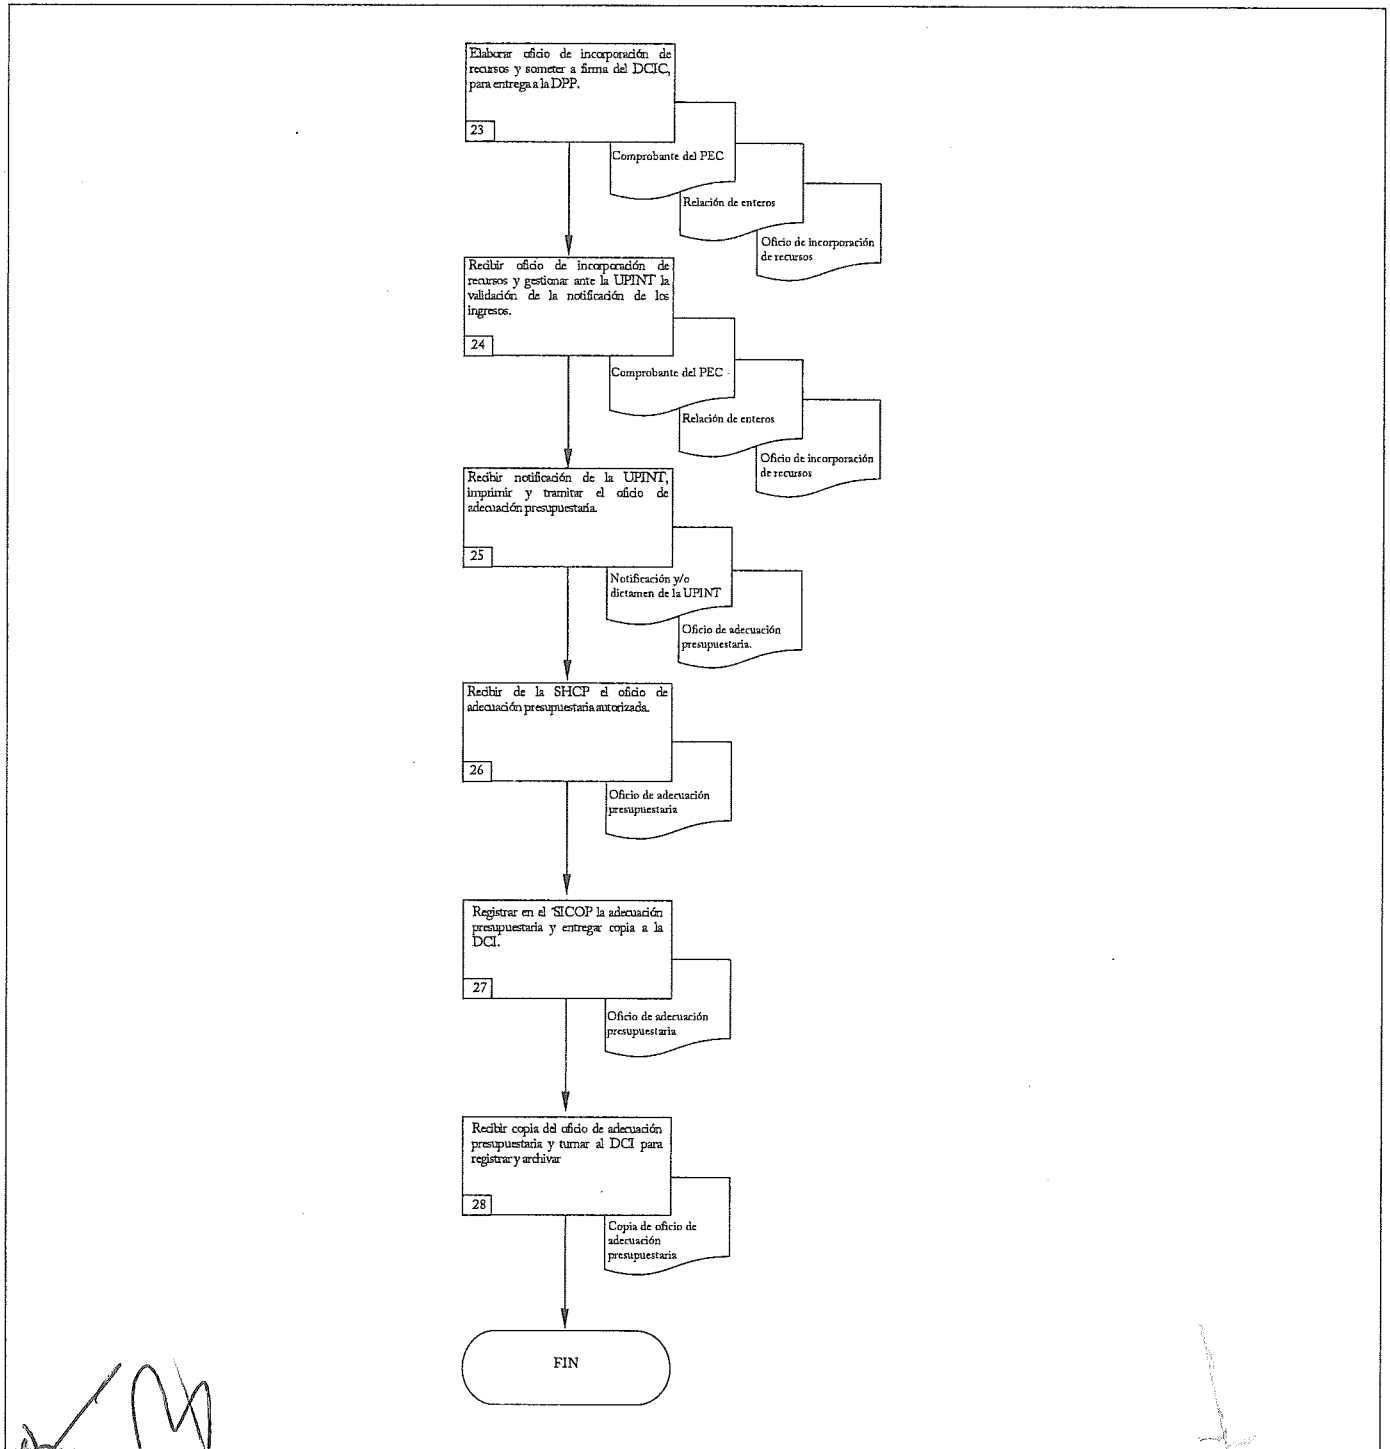 Elaborar oficio de incorporación de
recursos y someter a firma del DCIC,
para entrega a la DPP.
23
Comprobante del PEC
Relación de enteros
Oficio de incorporación
de recursos
Recibir oficio de incorporación de
recursos y gestionar ante la UPINT la
validación de la notificación de los
ingresos.
24
Comprobante del PEC
Relación de enteros
Oficio de incorporación
de recursos
Recibir notificación de la UPINT,
imprimir y tramitar el oficio de
adecuación presupuestaria.
25
Notificación y/o
dictamen de la UPINT
Oficio de adecuación
presupuestaria.
Recibir de la SHCP el oficio de
adecuación presupuestaria autorizada.
26
Oficio de adecuación
presupuestaria
Registrar en el SICOP la adecuación
presupuestaria y entregar copia a la
DCI.
27
Oficio de adecuación
presupuestaria
Recibir copia del oficio de adecuación
presupuestaria y turnar al DCI para
registrar y archivar
28
Copia de oficio de
adecuación
presupuestaria
FIN